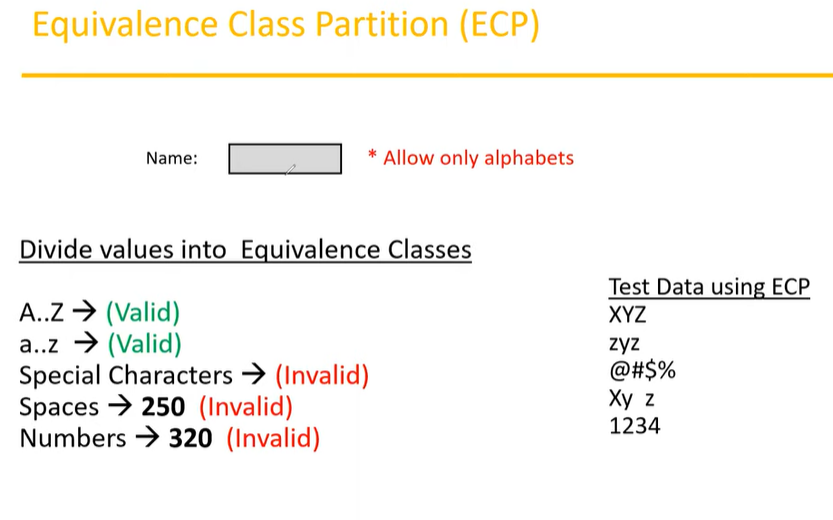 Equivalence Class Partition (ECP)
Name:
* Allow only alphabets
Divide values into Equivalence Classes
A..Z → (Valid)
a..z → (Valid)
Special Characters → (Invalid)
Spaces → 250 (Invalid)
Numbers → 320 (Invalid)
Test Data using ECP
XYZ
zyz
@#$%
Xy z
1234